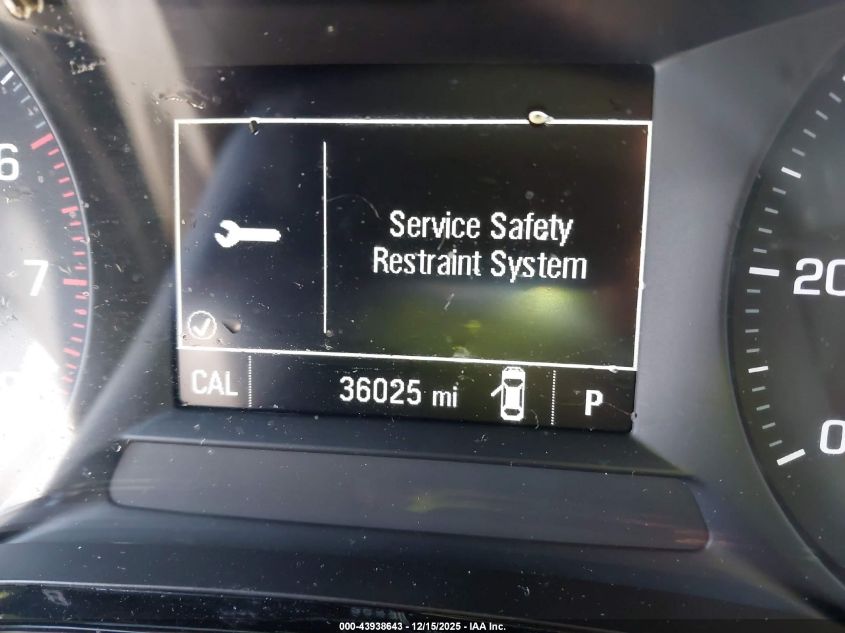 6
7
Service Safety
Restraint System
CAL 36025 mi P
20
0
000-43938643 - 12/15/2025 - IAA Inc.